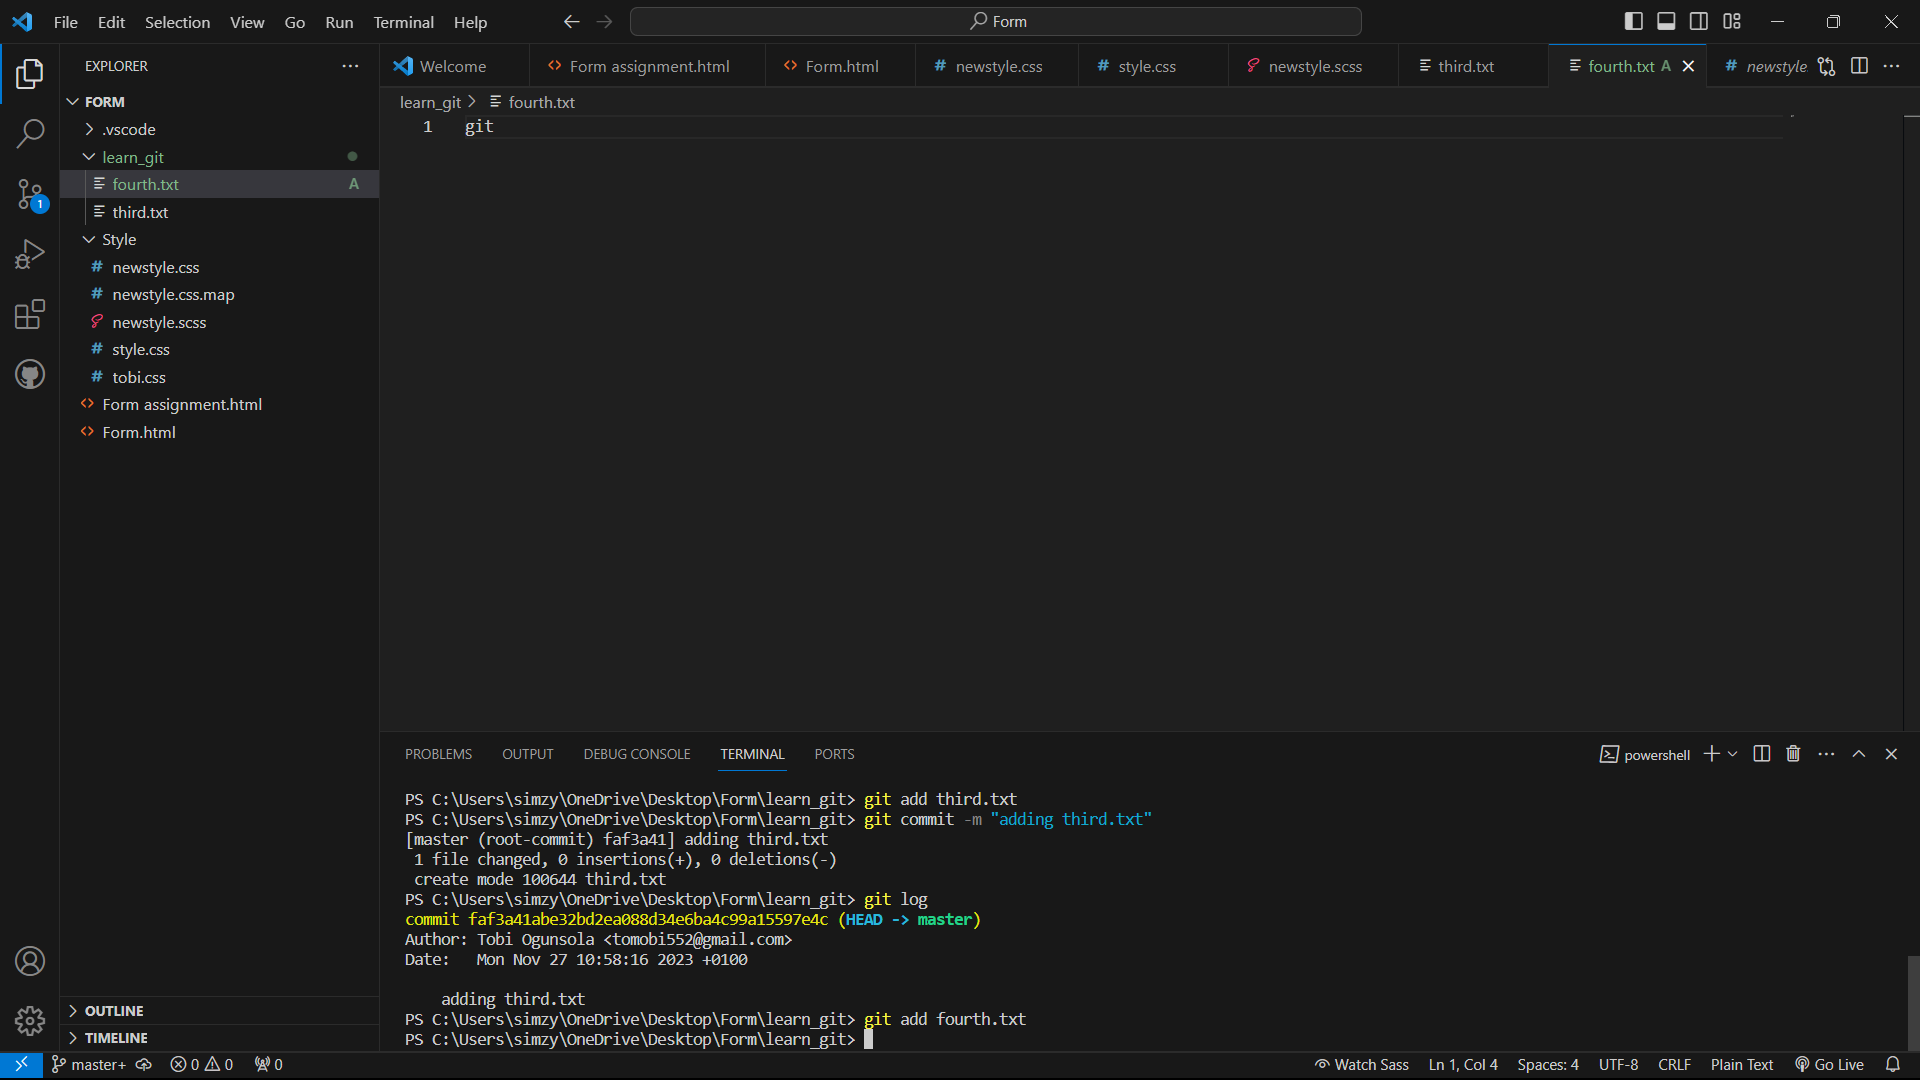 File Edit Selection View Go Run Terminal Help
Form
EXPLORER
Welcome
Form assignment.html
Form.html
newstyle.css
style.css
newstyle.scss
third.txt
fourth.txt A
newstyle.
FORM
.vscode
learn_git
fourth.txt A
third.txt
Style
newstyle.css
newstyle.css.map
newstyle.scss
style.css
tobi.css
Form assignment.html
Form.html
OUTLINE
TIMELINE
learn_git > fourth.txt
1 git
PROBLEMS OUTPUT DEBUG CONSOLE TERMINAL PORTS
powershell
PS C:\Users\simzy\OneDrive\Desktop\Form\learn_git> git add third.txt
PS C:\Users\simzy\OneDrive\Desktop\Form\learn_git> git commit -m "adding third.txt"
[master (root-commit) faf3a41] adding third.txt
1 file changed, 0 insertions(+), 0 deletions(-)
create mode 100644 third.txt
PS C:\Users\simzy\OneDrive\Desktop\Form\learn_git> git log
commit faf3a41abe32bd2ea088d34e6ba4c99a15597e4c (HEAD -> master)
Author: Tobi Ogunsola <tomobi552@gmail.com>
Date:   Mon Nov 27 10:58:16 2023 +0100
adding third.txt
PS C:\Users\simzy\OneDrive\Desktop\Form\learn_git> git add fourth.txt
PS C:\Users\simzy\OneDrive\Desktop\Form\learn_git>
1
master+ 0 0 0 Watch Sass Ln 1, Col 4 Spaces: 4 UTF-8 CRLF Plain Text Go Live